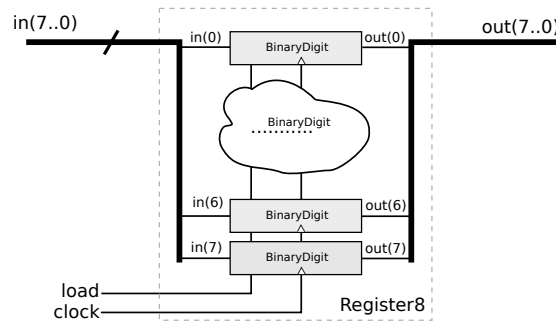 in(7..0)
out(7..0)
in(0)
BinaryDigit
out(0)
BinaryDigit
in(6)
BinaryDigit
out(6)
in(7)
BinaryDigit
out(7)
load
clock
Register8